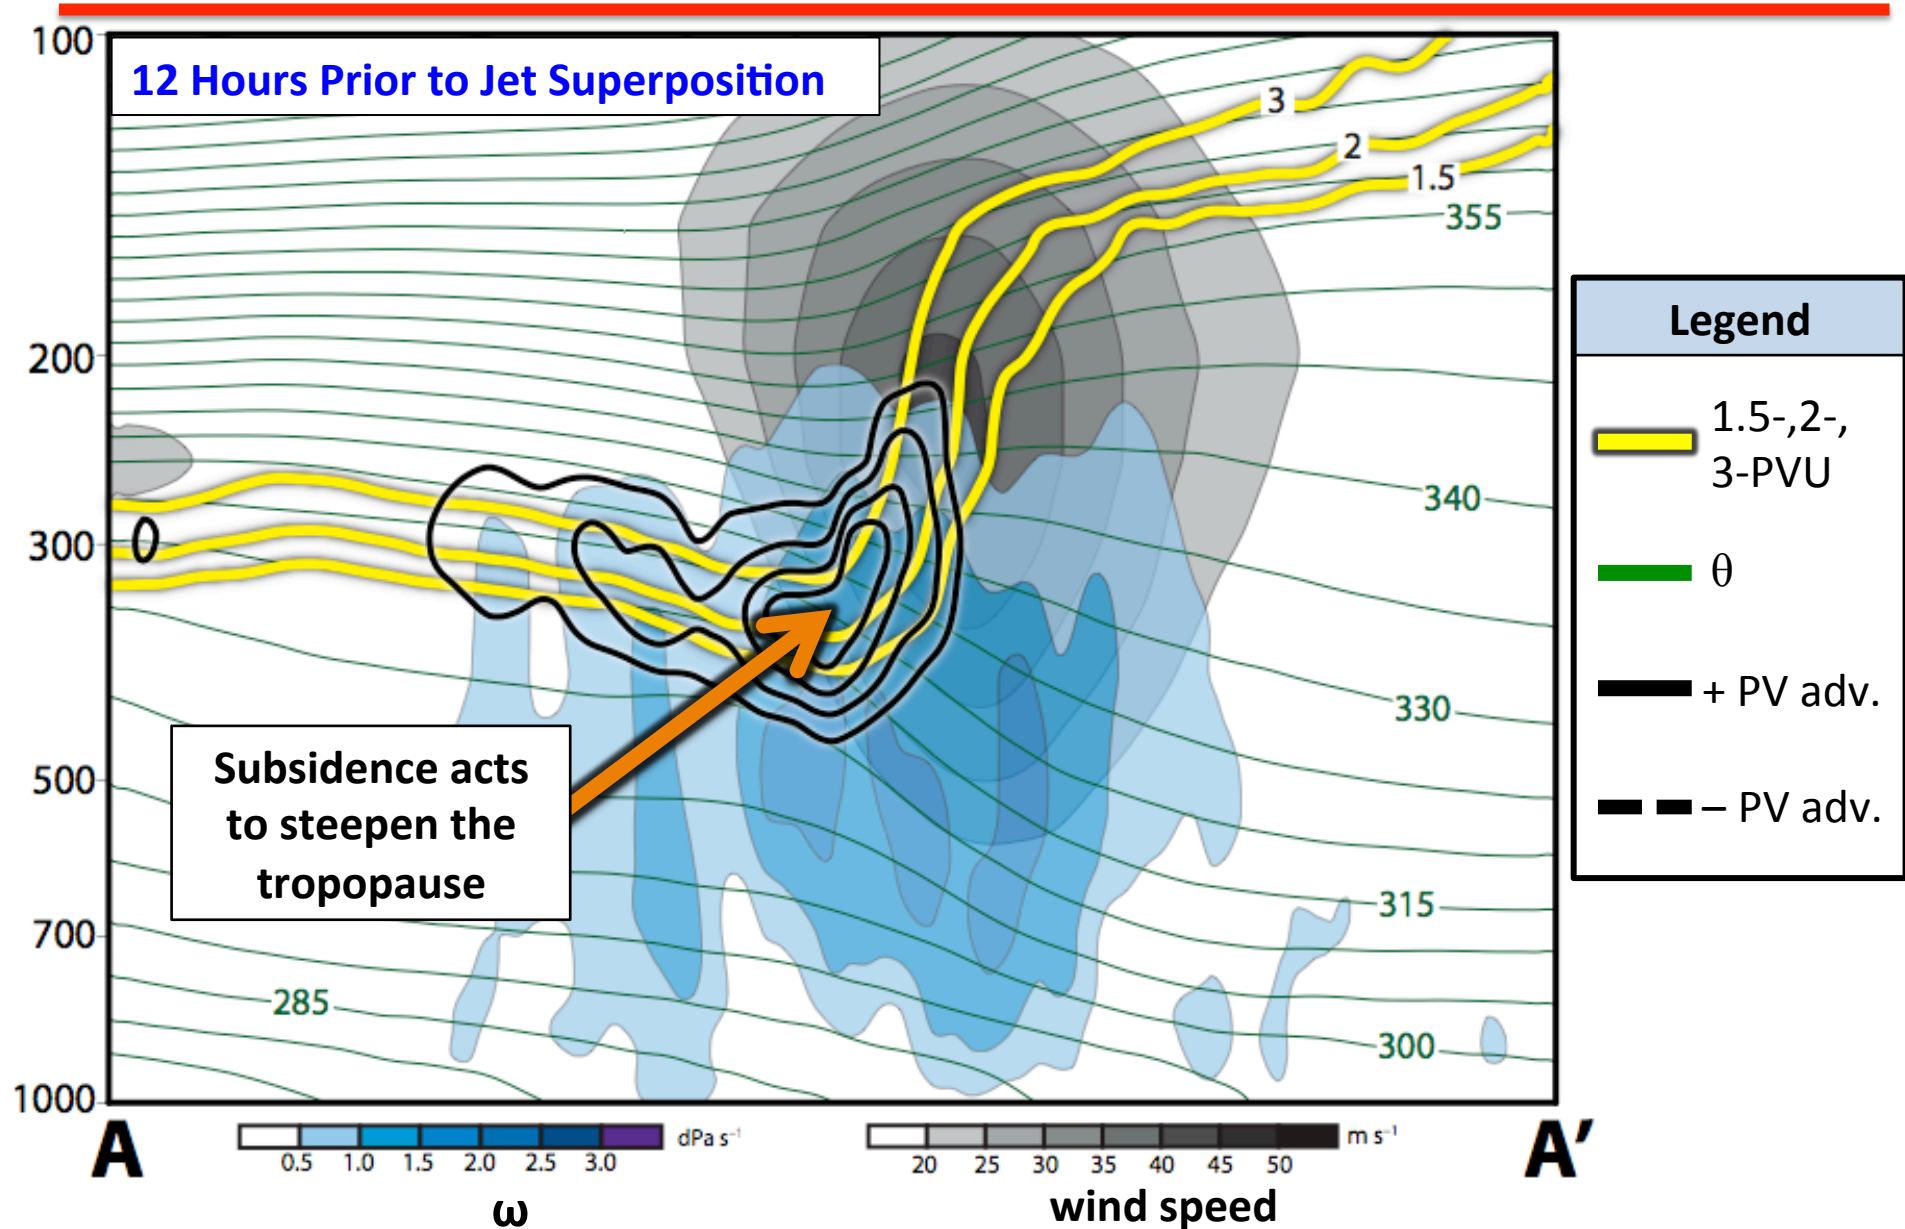 12 Hours Prior to Jet Superposition
100
200
300
500
700
1000
3
2
1.5
355
340
330
315
300
285
Subsidence acts
to steepen the
tropopause
Legend
1.5-,2-,
3-PVU
θ
+ PV adv.
– PV adv.
A
A′
0.5 1.0 1.5 2.0 2.5 3.0
dPa s⁻¹
ω
20 25 30 35 40 45 50
m s⁻¹
wind speed